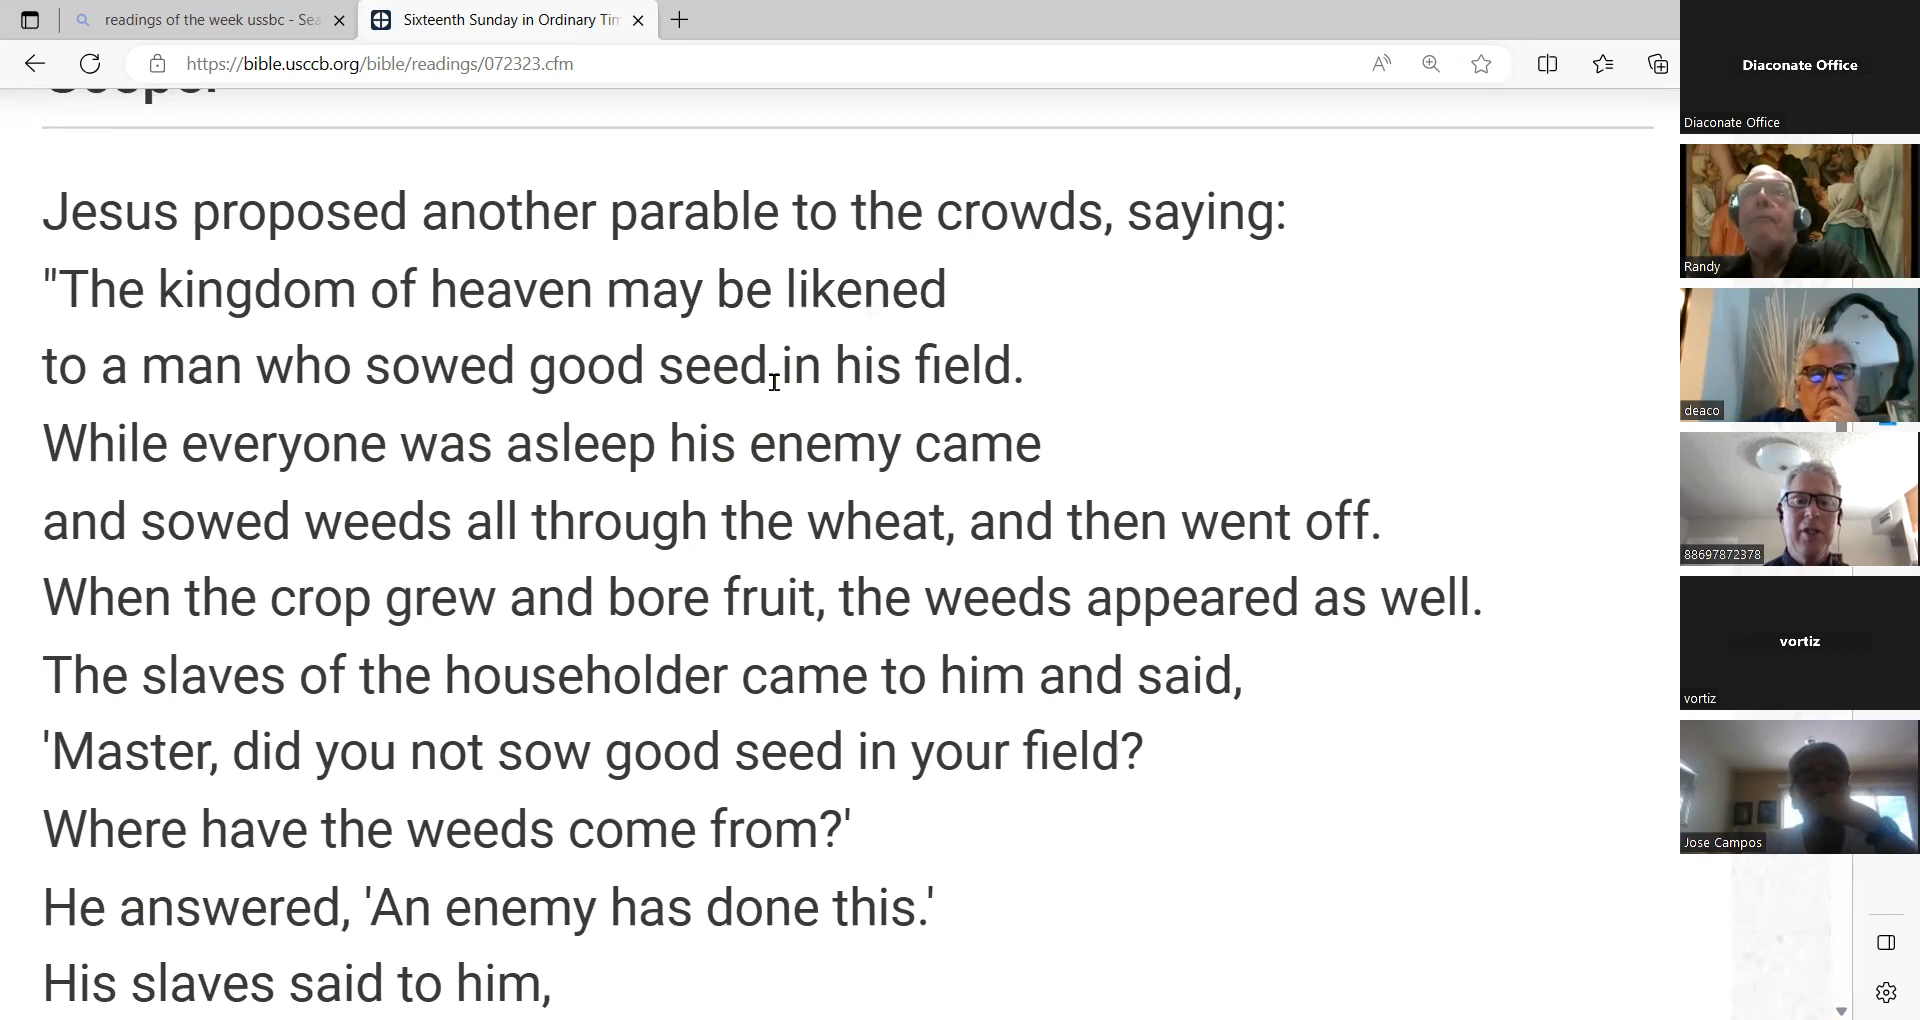 readings of the week ussbc - Sea
Sixteenth Sunday in Ordinary Tim
https://bible.usccb.org/bible/readings/072323.cfm
Gospel
Jesus proposed another parable to the crowds, saying:
"The kingdom of heaven may be likened
to a man who sowed good seed in his field.
While everyone was asleep his enemy came
and sowed weeds all through the wheat, and then went off.
When the crop grew and bore fruit, the weeds appeared as well.
The slaves of the householder came to him and said,
'Master, did you not sow good seed in your field?
Where have the weeds come from?'
He answered, 'An enemy has done this.'
His slaves said to him,
Diaconate Office
Diaconate Office
Randy
deaco
88697872378
vortiz
vortiz
Jose Campos